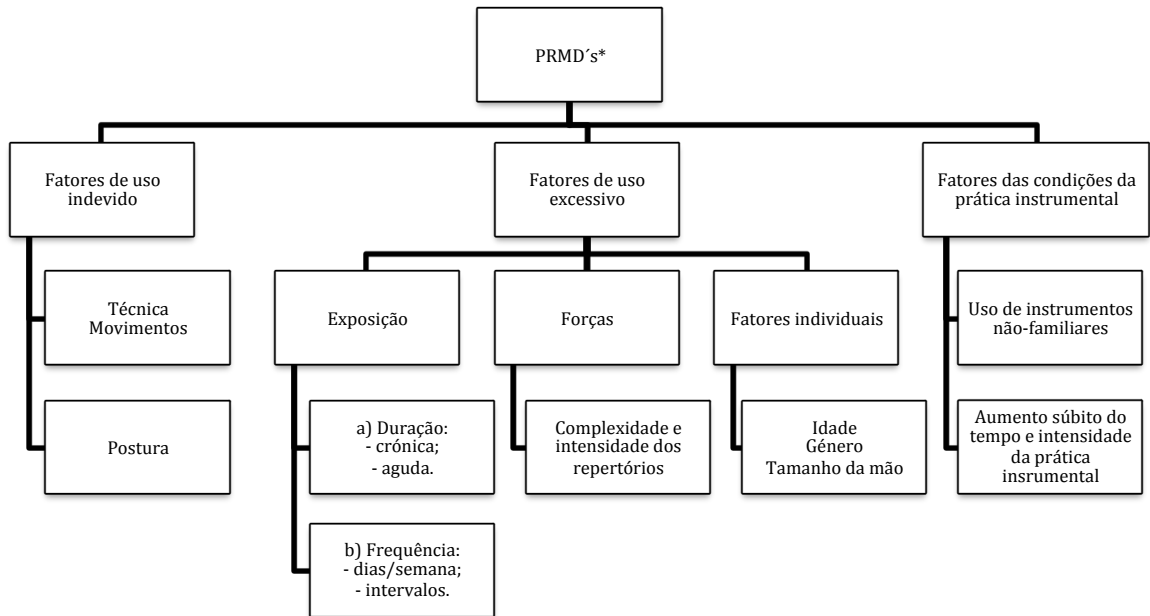 PRMD´s*
Fatores de uso
indevido
Fatores de uso
excessivo
Fatores das condições da
prática instrumental
Técnica
Movimentos
Exposição
Forças
Fatores individuais
Uso de instrumentos
não-familiares
Postura
a) Duração:
- crónica;
- aguda.
Complexidade e
intensidade dos
repertórios
Idade
Género
Tamanho da mão
Aumento súbito do
tempo e intensidade
da prática
insrumental
b) Frequência:
- dias/semana;
- intervalos.